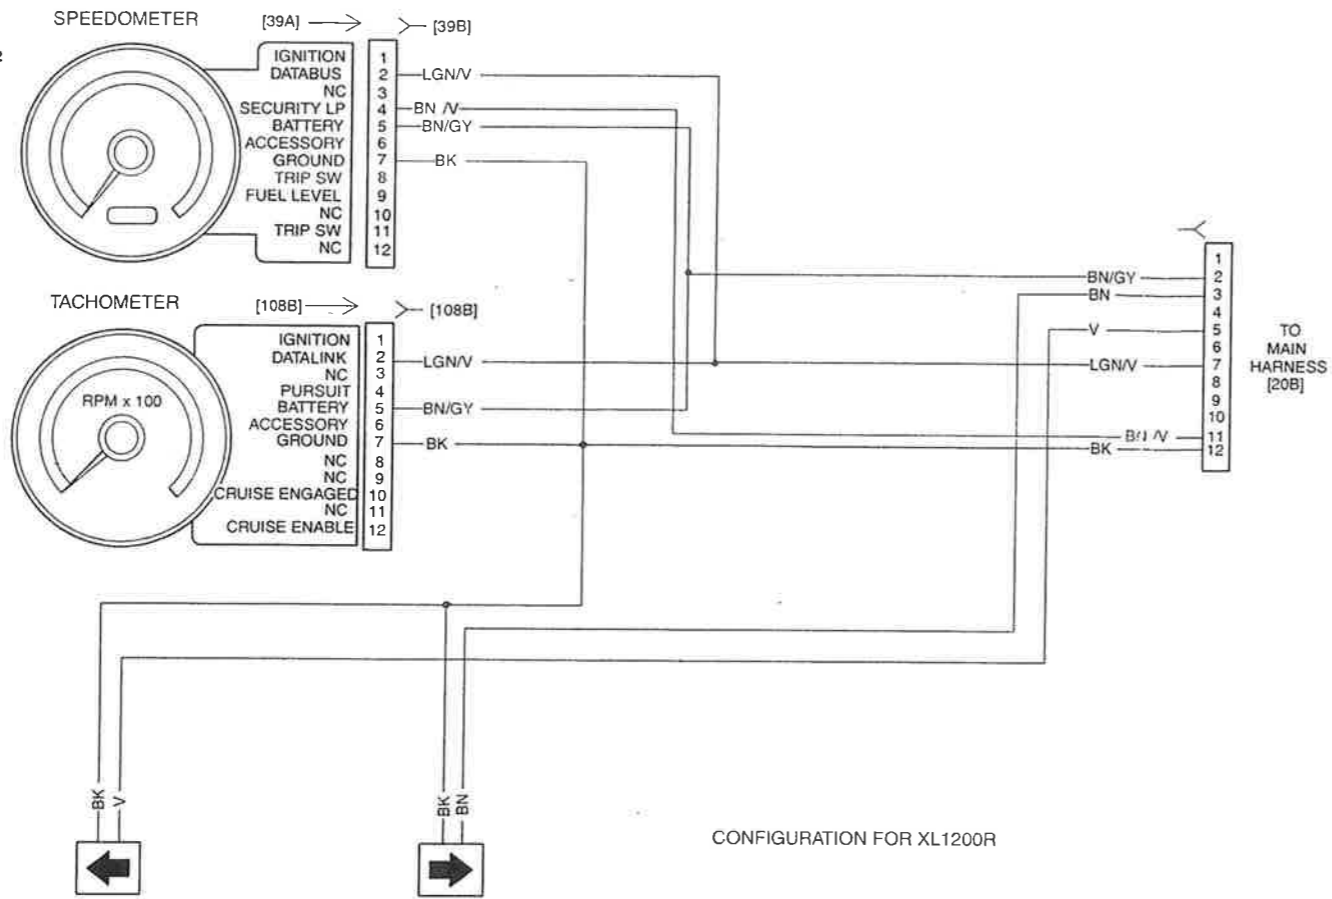 SPEEDOMETER
[39A]
[39B]
2
IGNITION 1
DATABUS 2 LGN/V
NC 3
SECURITY LP 4 BN /V
BATTERY 5 BN/GY
ACCESSORY 6
GROUND 7 BK
TRIP SW 8
FUEL LEVEL 9
NC 10
TRIP SW 11
NC 12
TACHOMETER
[108B]
[108B]
RPM x 100
IGNITION 1
DATALINK 2 LGN/V
NC 3
PURSUIT 4
BATTERY 5 BN/GY
ACCESSORY 6
GROUND 7 BK
NC 8
NC 9
CRUISE ENGAGED 10
NC 11
CRUISE ENABLE 12
1
BN/GY 2
BN 3
4
V 5
6
LGN/V 7
8
9
10
BN /V 11
BK 12
TO
MAIN
HARNESS
[20B]
BK
V
BK
BN
CONFIGURATION FOR XL1200R